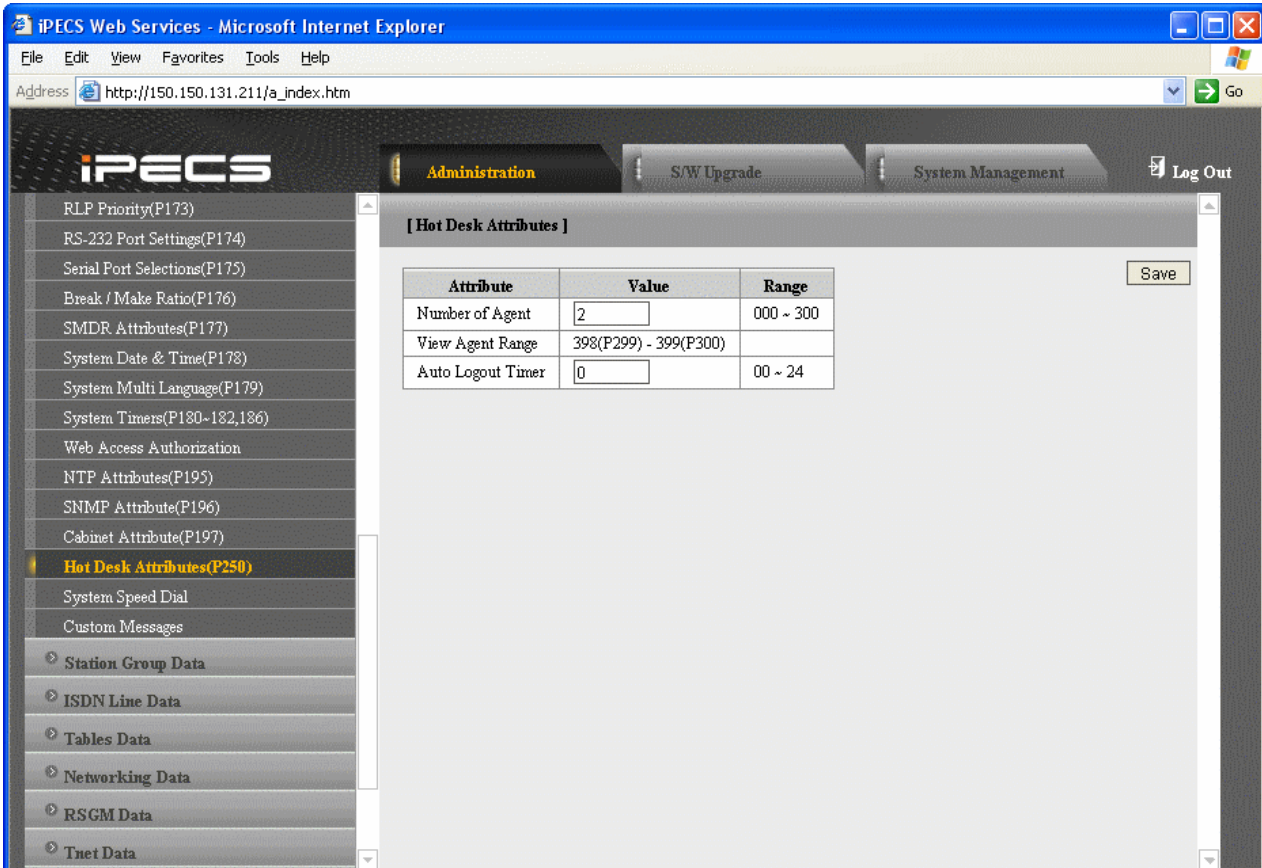 iPECS Web Services - Microsoft Internet Explorer
File Edit View Favorites Tools Help
Address http://150.150.131.211/a_index.htm Go
iPECS
Administration S/W Upgrade System Management Log Out
RLP Priority(P173)
RS-232 Port Settings(P174)
Serial Port Selections(P175)
Break / Make Ratio(P176)
SMDR Attributes(P177)
System Date & Time(P178)
System Multi Language(P179)
System Timers(P180~182,186)
Web Access Authorization
NTP Attributes(P195)
SNMP Attribute(P196)
Cabinet Attribute(P197)
Hot Desk Attributes(P250)
System Speed Dial
Custom Messages
Station Group Data
ISDN Line Data
Tables Data
Networking Data
RSGM Data
Tnet Data
[ Hot Desk Attributes ]
Save
Attribute Value Range
Number of Agent 2 000 ~ 300
View Agent Range 398(P299) - 399(P300)
Auto Logout Timer 0 00 ~ 24